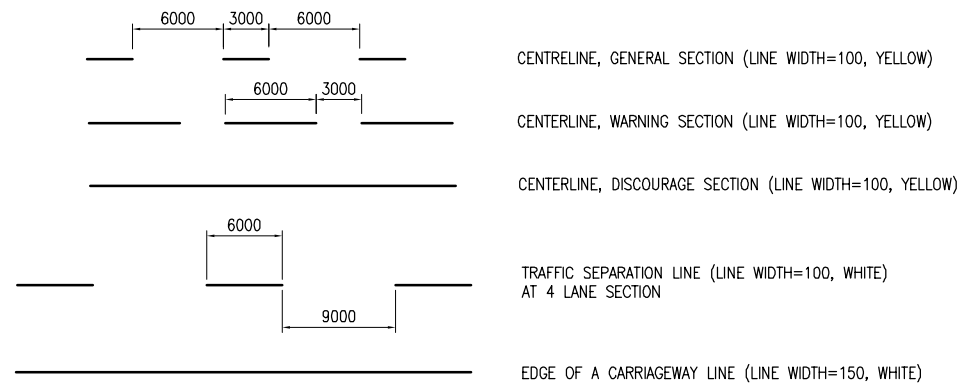 6000 3000 6000
CENTRELINE, GENERAL SECTION (LINE WIDTH=100, YELLOW)
6000 3000
CENTERLINE, WARNING SECTION (LINE WIDTH=100, YELLOW)
CENTERLINE, DISCOURAGE SECTION (LINE WIDTH=100, YELLOW)
6000
TRAFFIC SEPARATION LINE (LINE WIDTH=100, WHITE)
AT 4 LANE SECTION
9000
EDGE OF A CARRIAGEWAY LINE (LINE WIDTH=150, WHITE)